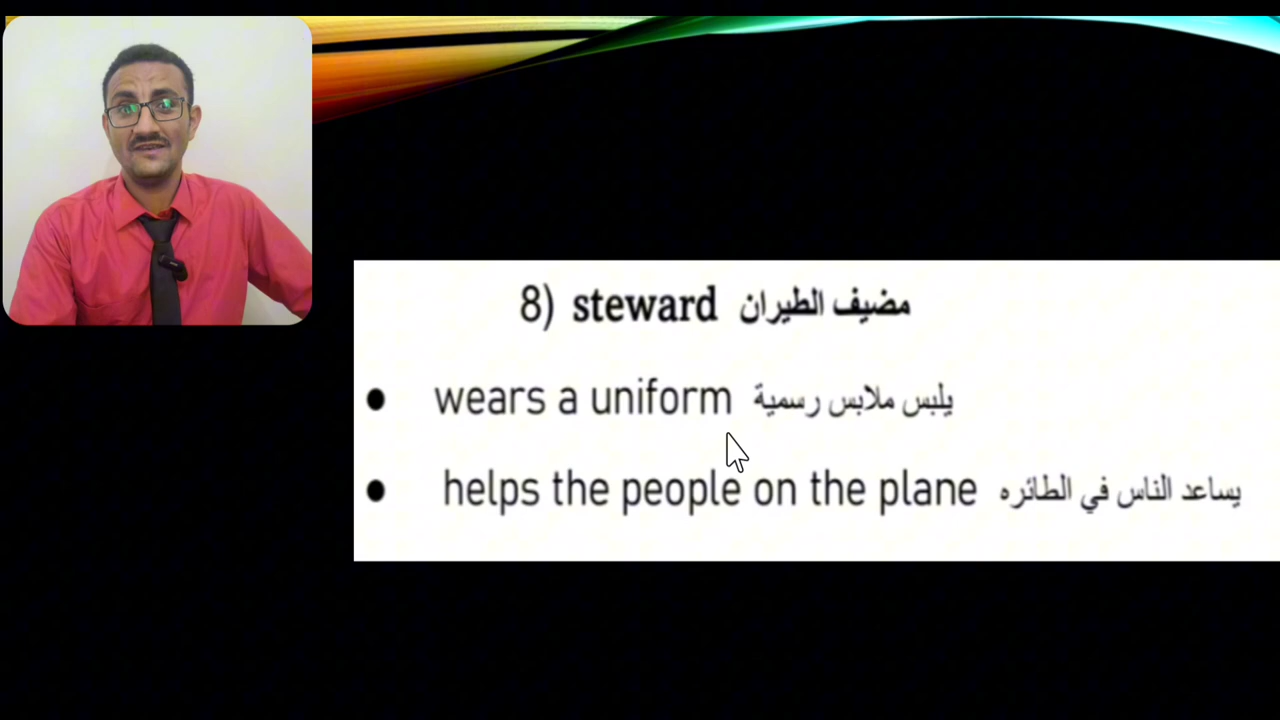 8) steward مضيف الطيران
● wears a uniform يلبس ملابس رسمية
● helps the people on the plane يساعد الناس في الطائره